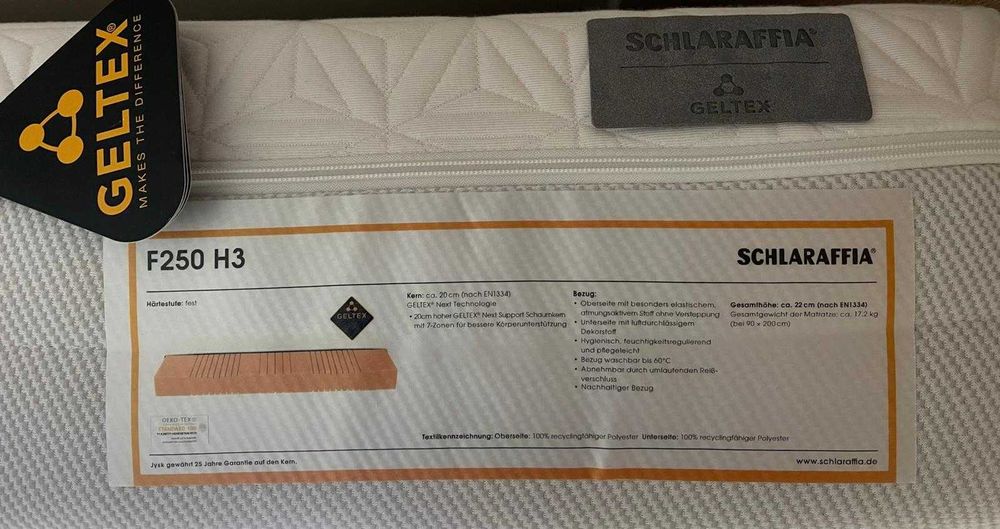 GELTEX®
MAKES THE DIFFERENCE
SCHLARAFFIA®
GELTEX
F250 H3
SCHLARAFFIA®
Härtestufe: fest
GELTEX
Kern: ca. 20 cm (nach EN1334)
GELTEX® Next Technologie
• 20cm hoher GELTEX® Next Support Schaumkern
mit 7-Zonen für bessere Körperunterstützung
Bezug:
• Oberseite mit besonders elastischem,
atmungsaktivem Stoff ohne Versteppung
• Unterseite mit luftdurchlässigem
Dekorstoff
• Hygienisch, feuchtigkeitsregulierend
und pflegeleicht
• Bezug waschbar bis 60°C
• Abnehmbar durch umlaufenden Reiß-
verschluss
• Nachhaltiger Bezug
Gesamthöhe: ca. 22 cm (nach EN1334)
Gesamtgewicht der Matratze: ca. 17,2 kg
(bei 90 x 200 cm)
OEKO-TEX®
STANDARD 100
Textilkennzeichnung: Oberseite: 100% recyclingfähiger Polyester Unterseite: 100% recyclingfähiger Polyester
Jysk gewährt 25 Jahre Garantie auf den Kern.
www.schlaraffia.de